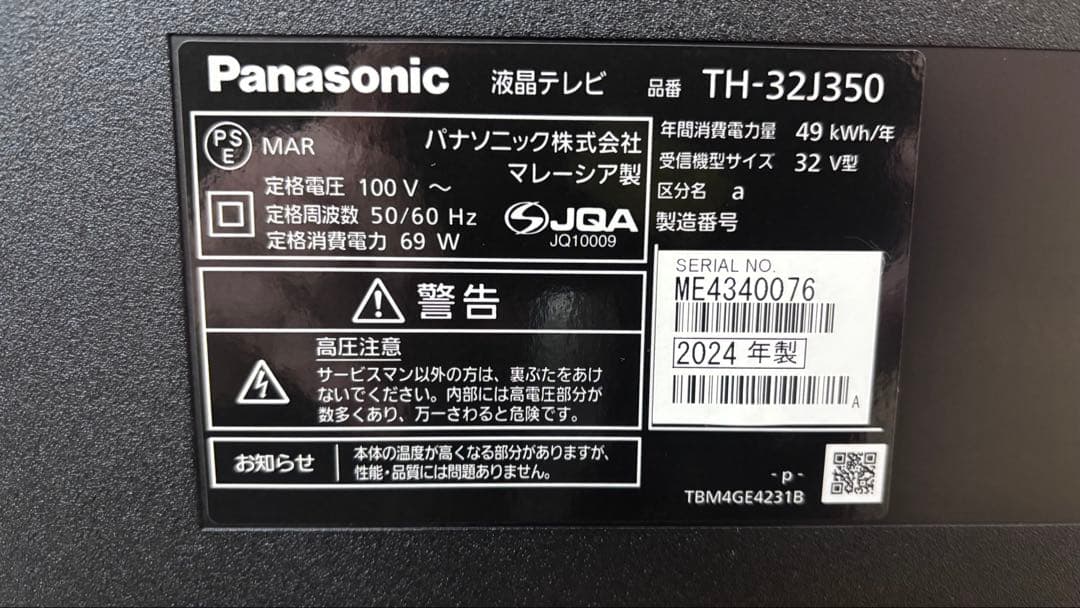 Panasonic 液晶テレビ 品番 TH-32J350
PS
E
MAR
パナソニック株式会社
マレーシア製
定格電圧 100 V ～
定格周波数 50/60 Hz
定格消費電力 69 W
JQA
JQ10009
年間消費電力量 49 kWh/年
受信機型サイズ 32 V型
区分名 a
製造番号
SERIAL NO.
ME4340076
2024 年製
A
警告
高圧注意
サービスマン以外の方は、裏ぶたをあけ
ないでください。内部には高電圧部分が
数多くあり、万一さわると危険です。
お知らせ
本体の温度が高くなる部分がありますが、
性能・品質には問題ありません。
- p -
TBM4GE4231B